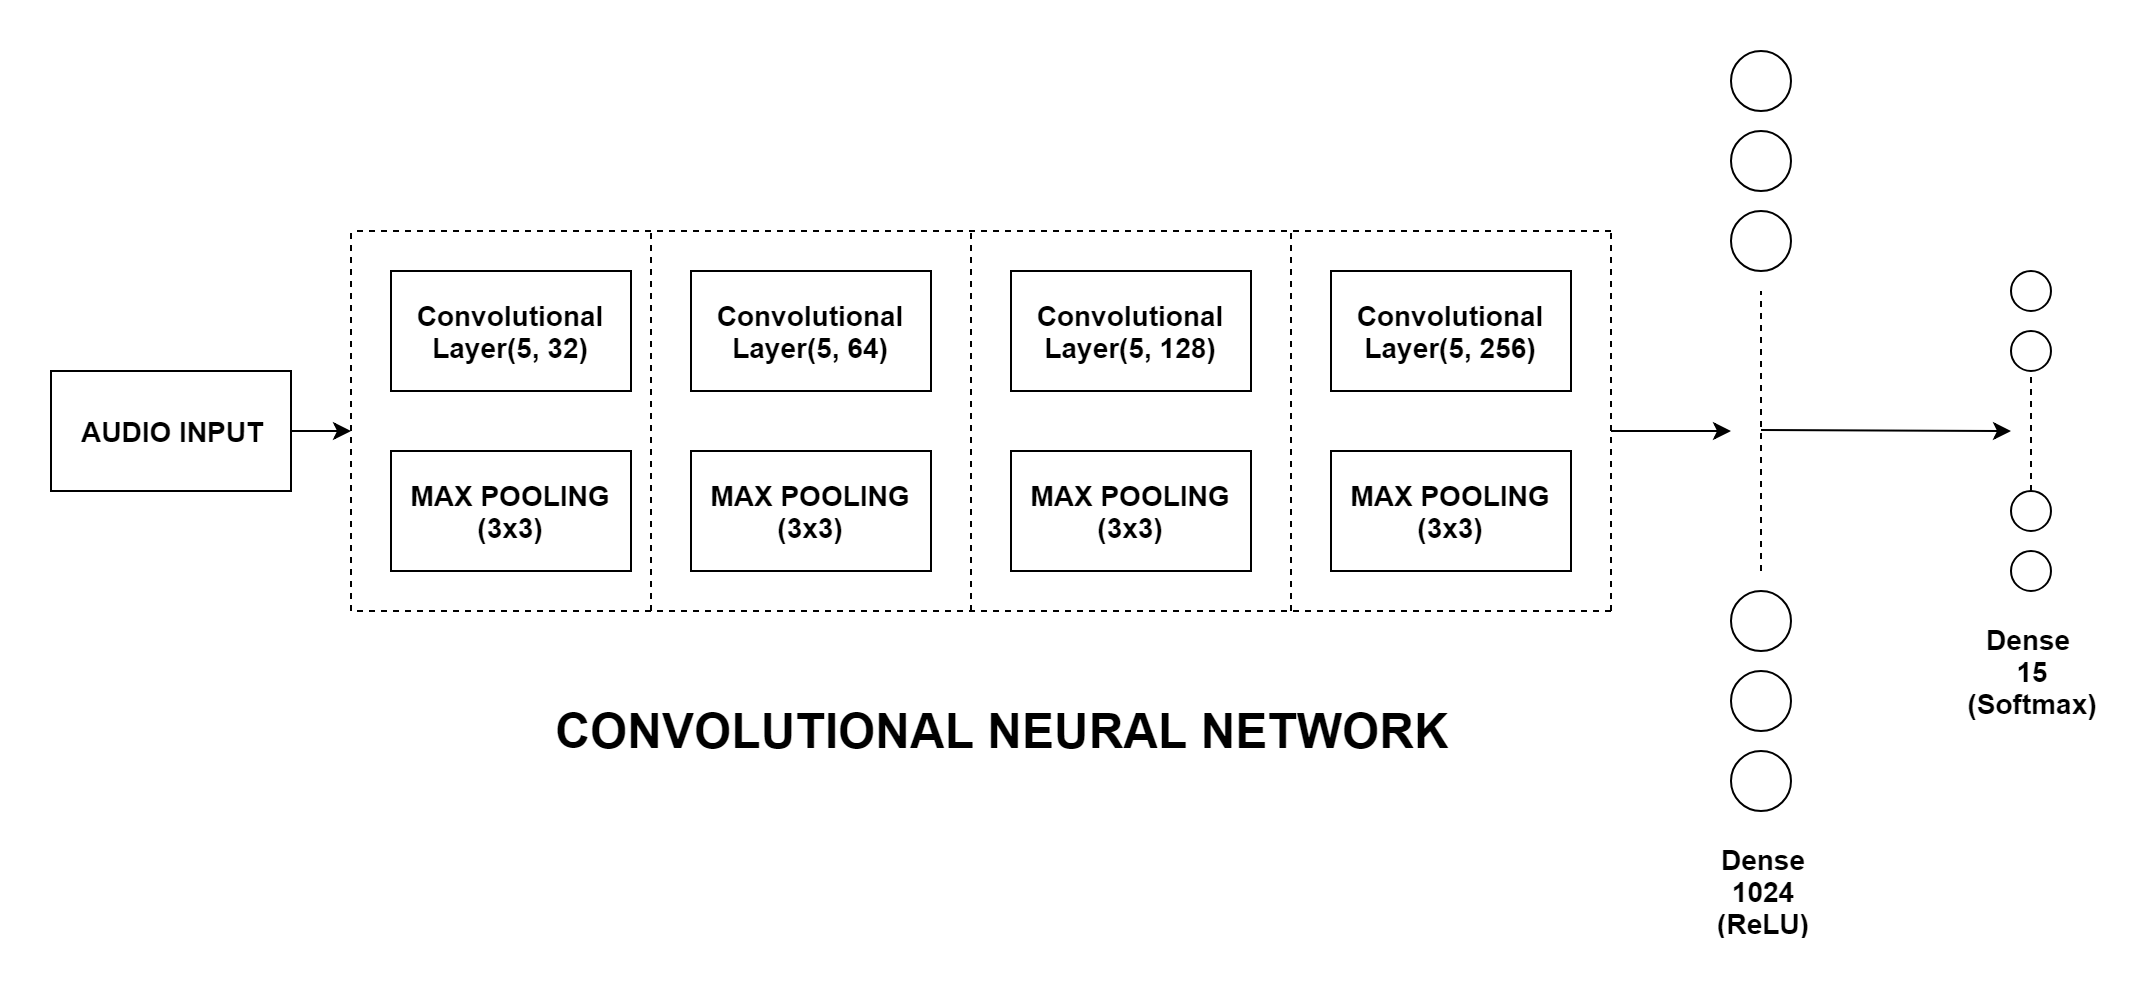 AUDIO INPUT
Convolutional
Layer(5, 32)
MAX POOLING
(3x3)
Convolutional
Layer(5, 64)
MAX POOLING
(3x3)
Convolutional
Layer(5, 128)
MAX POOLING
(3x3)
Convolutional
Layer(5, 256)
MAX POOLING
(3x3)
Dense
1024
(ReLU)
Dense
15
(Softmax)
CONVOLUTIONAL NEURAL NETWORK